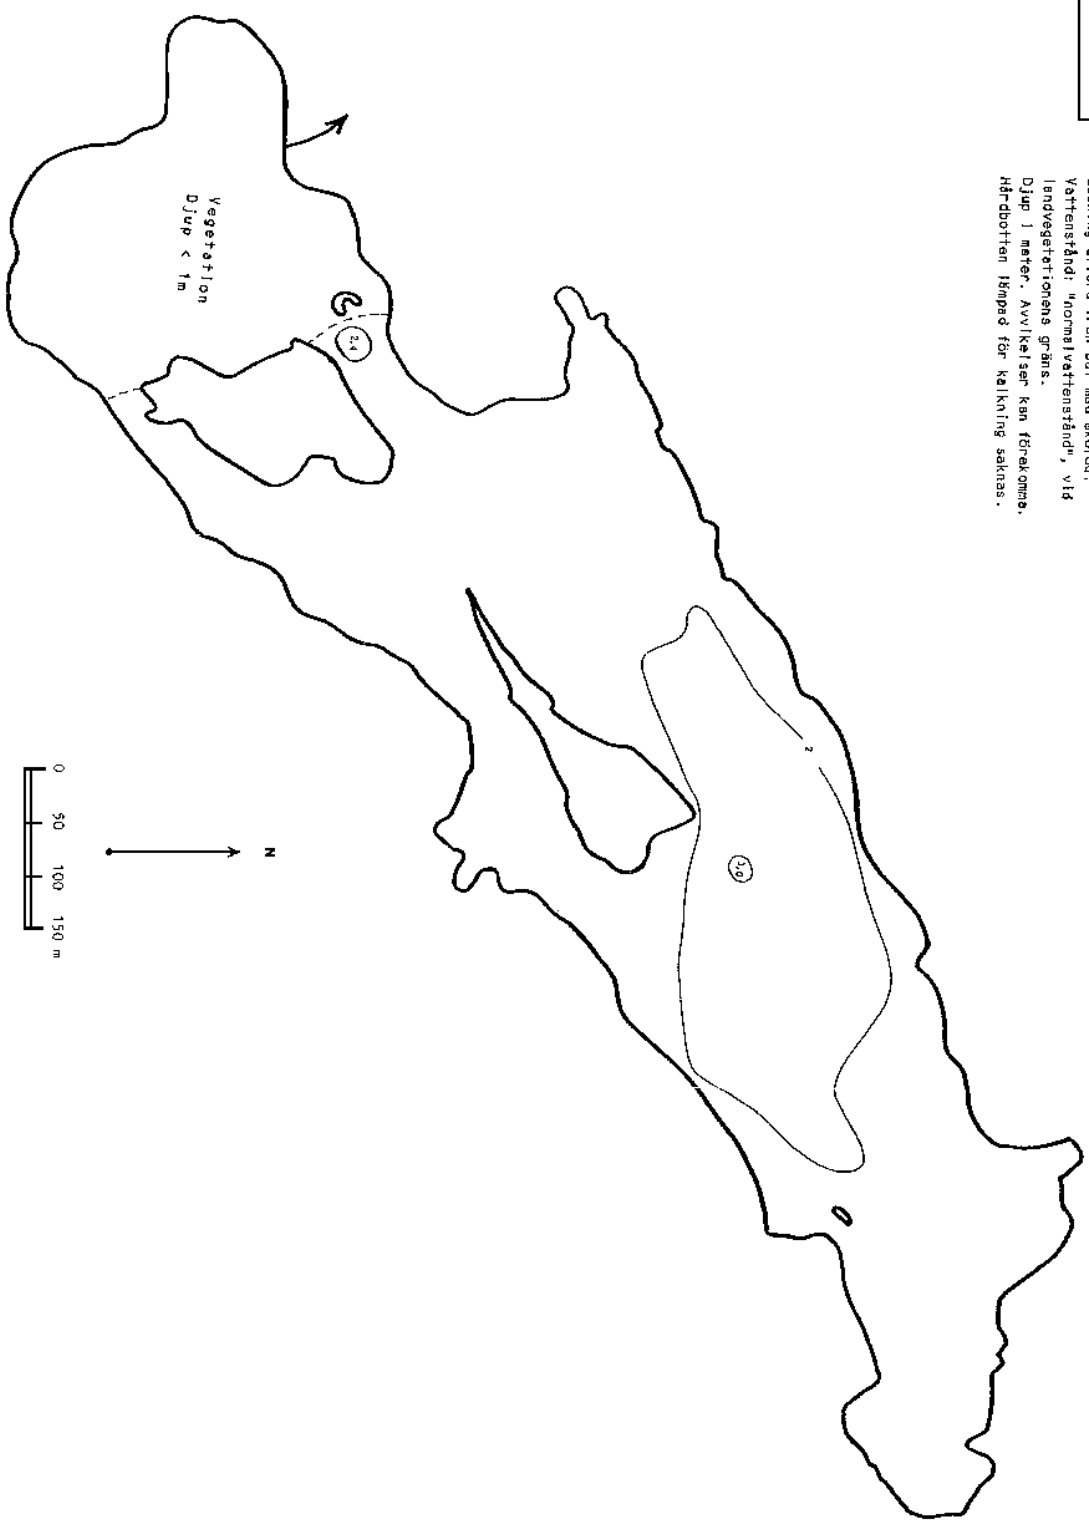 Vattenstånd: "normalvattenstånd", vid
landvegetationens gräns.
Djup i meter. Avvikelser kan förekomma.
Hårdbotten lämpad för kalkning saknas.
Vegetation
Djup < 1m
2,4
2
3,0
N
0 50 100 150 m